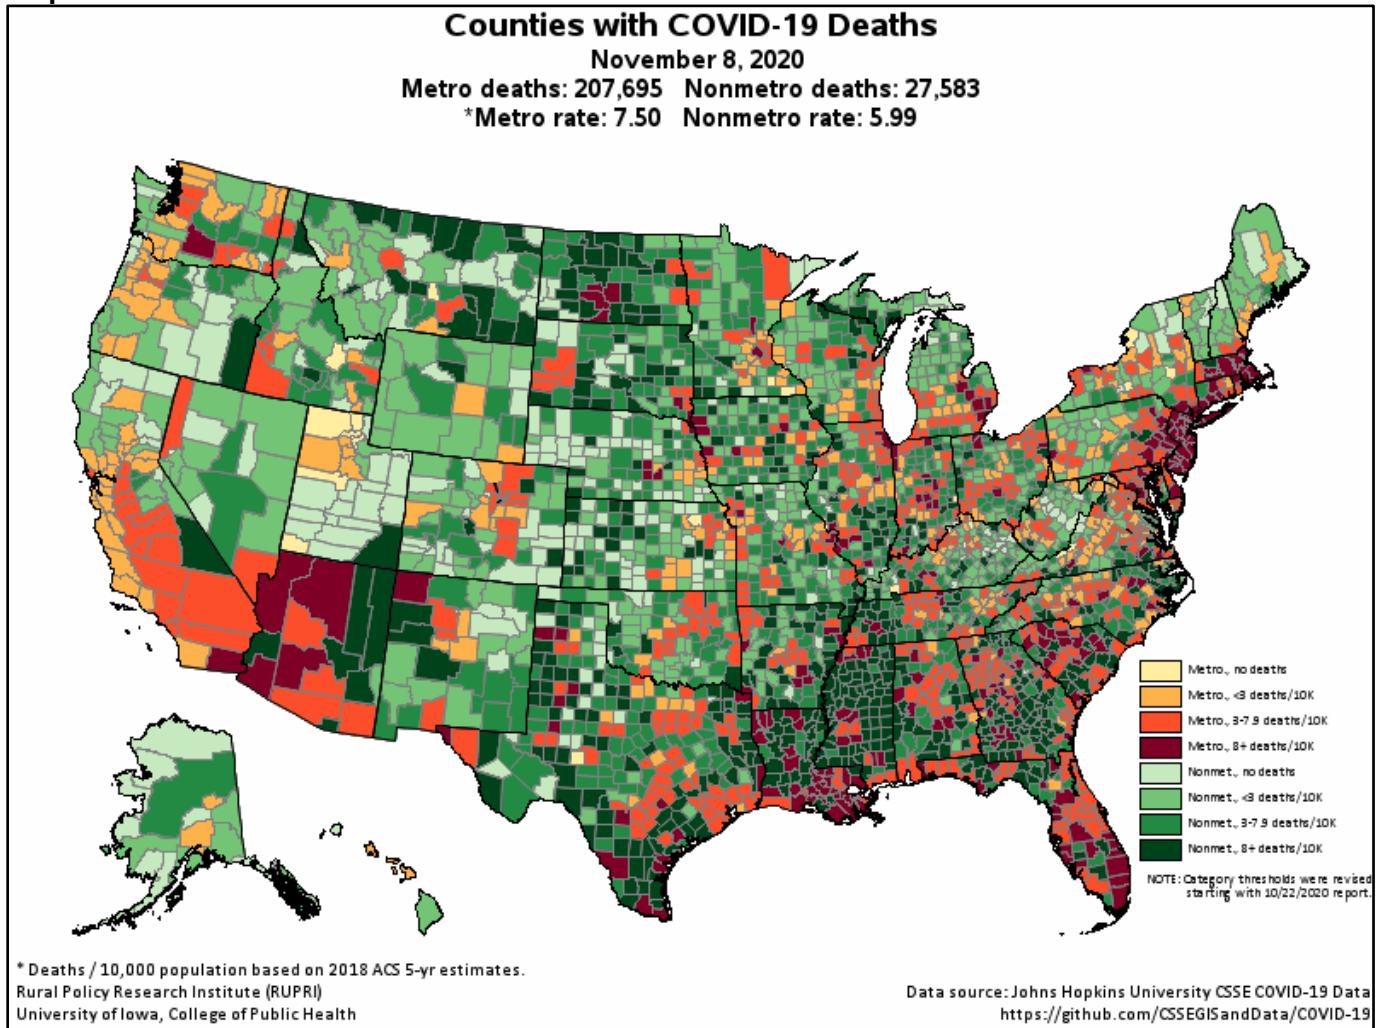 Counties with COVID-19 Deaths
November 8, 2020
Metro deaths: 207,695 Nonmetro deaths: 27,583
*Metro rate: 7.50 Nonmetro rate: 5.99
Metro., no deaths
Metro., <3 deaths/10K
Metro., 3-7.9 deaths/10K
Metro., 8+ deaths/10K
Nonmet., no deaths
Nonmet., <3 deaths/10K
Nonmet., 3-7.9 deaths/10K
Nonmet., 8+ deaths/10K
NOTE: Category thresholds were revised
starting with 10/22/2020 report.
* Deaths / 10,000 population based on 2018 ACS 5-yr estimates.
Rural Policy Research Institute (RUPRI)
University of Iowa, College of Public Health
Data source: Johns Hopkins University CSSE COVID-19 Data
https://github.com/CSSEGISandData/COVID-19